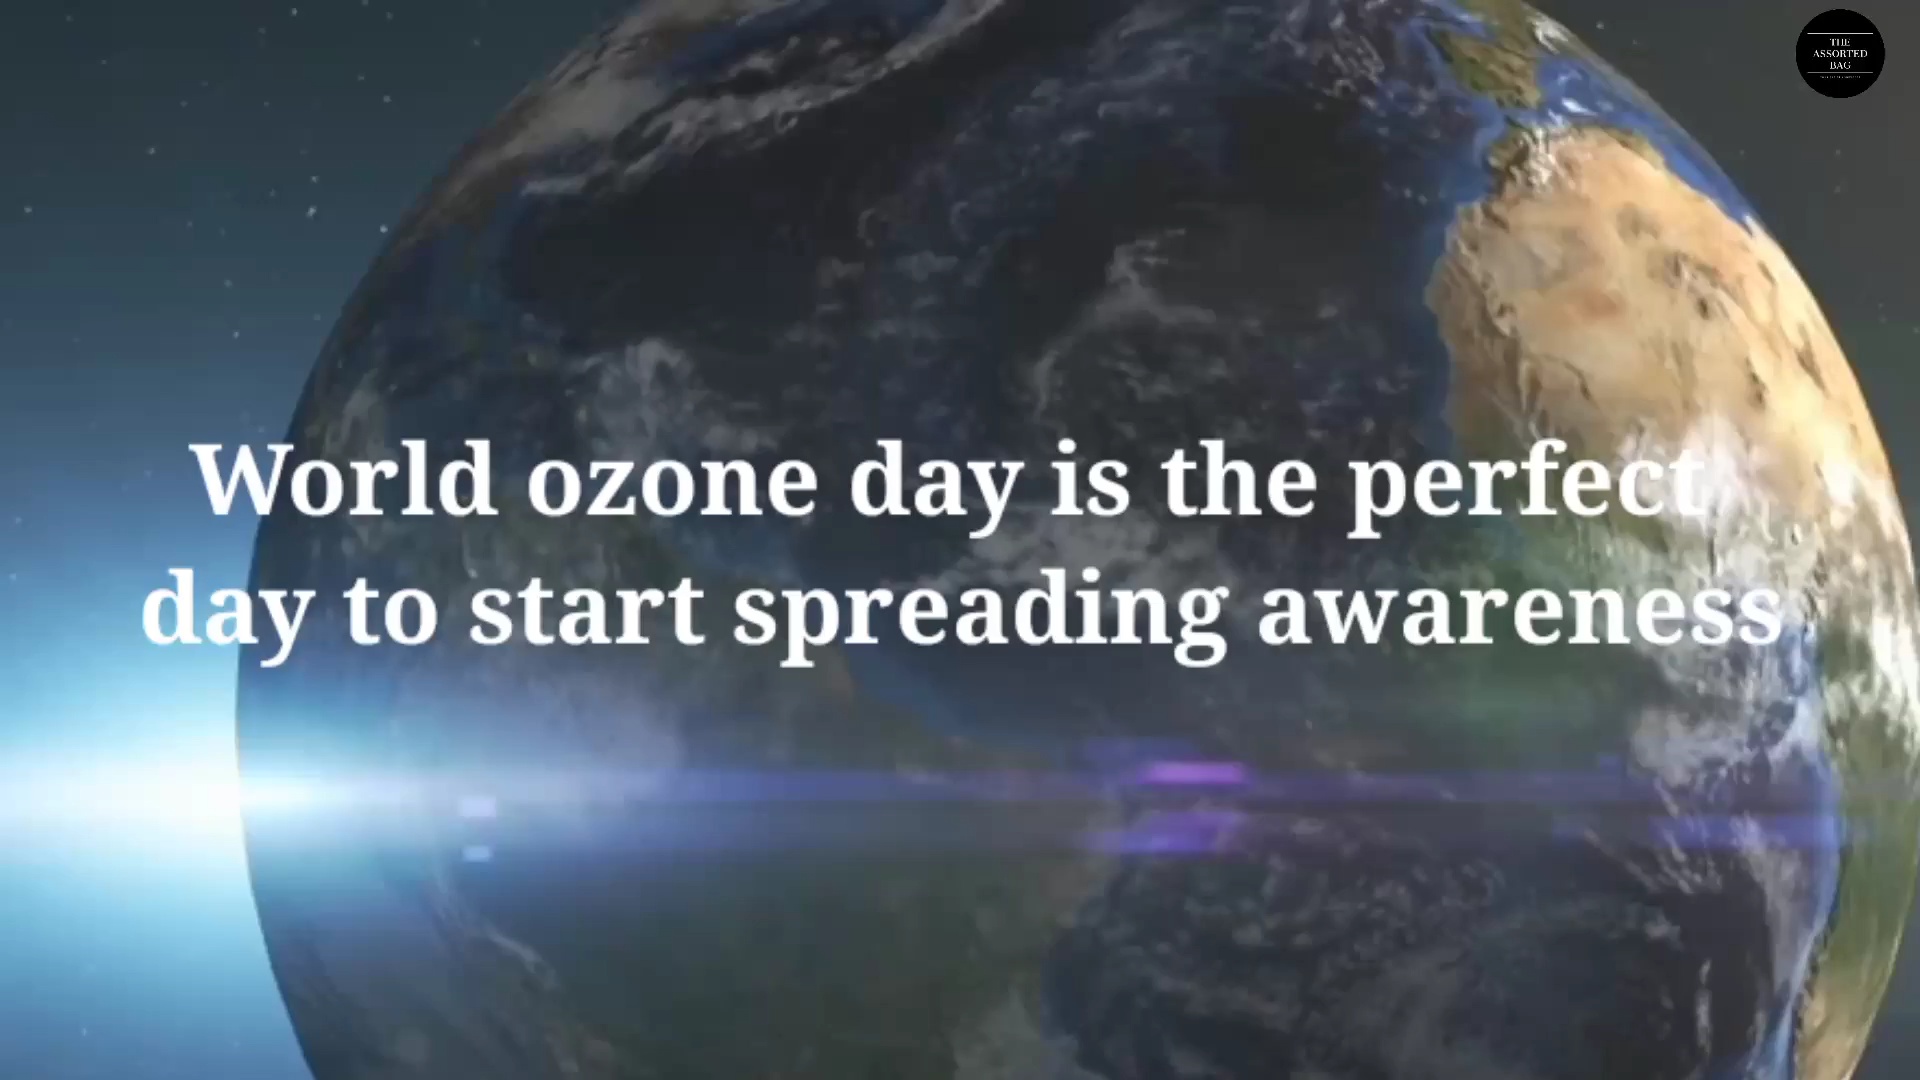 THE
ASSORTED
BAG
World ozone day is the perfect
day to start spreading awareness